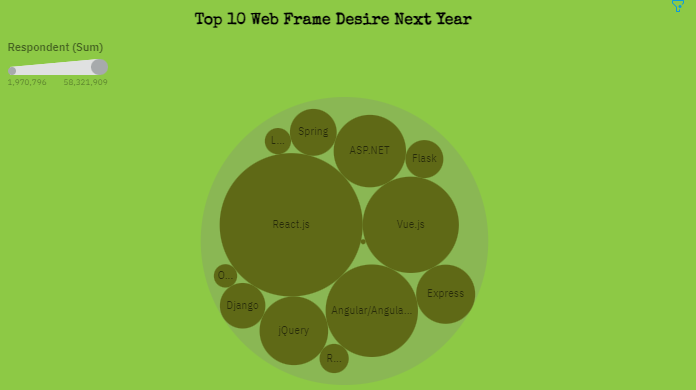 Top 10 Web Frame Desire Next Year
Respondent (Sum)
1,970,796 58,321,909
L...
Spring
ASP.NET
Flask
React.js
Vue.js
O...
Django
jQuery
Angular/Angula...
Express
R...